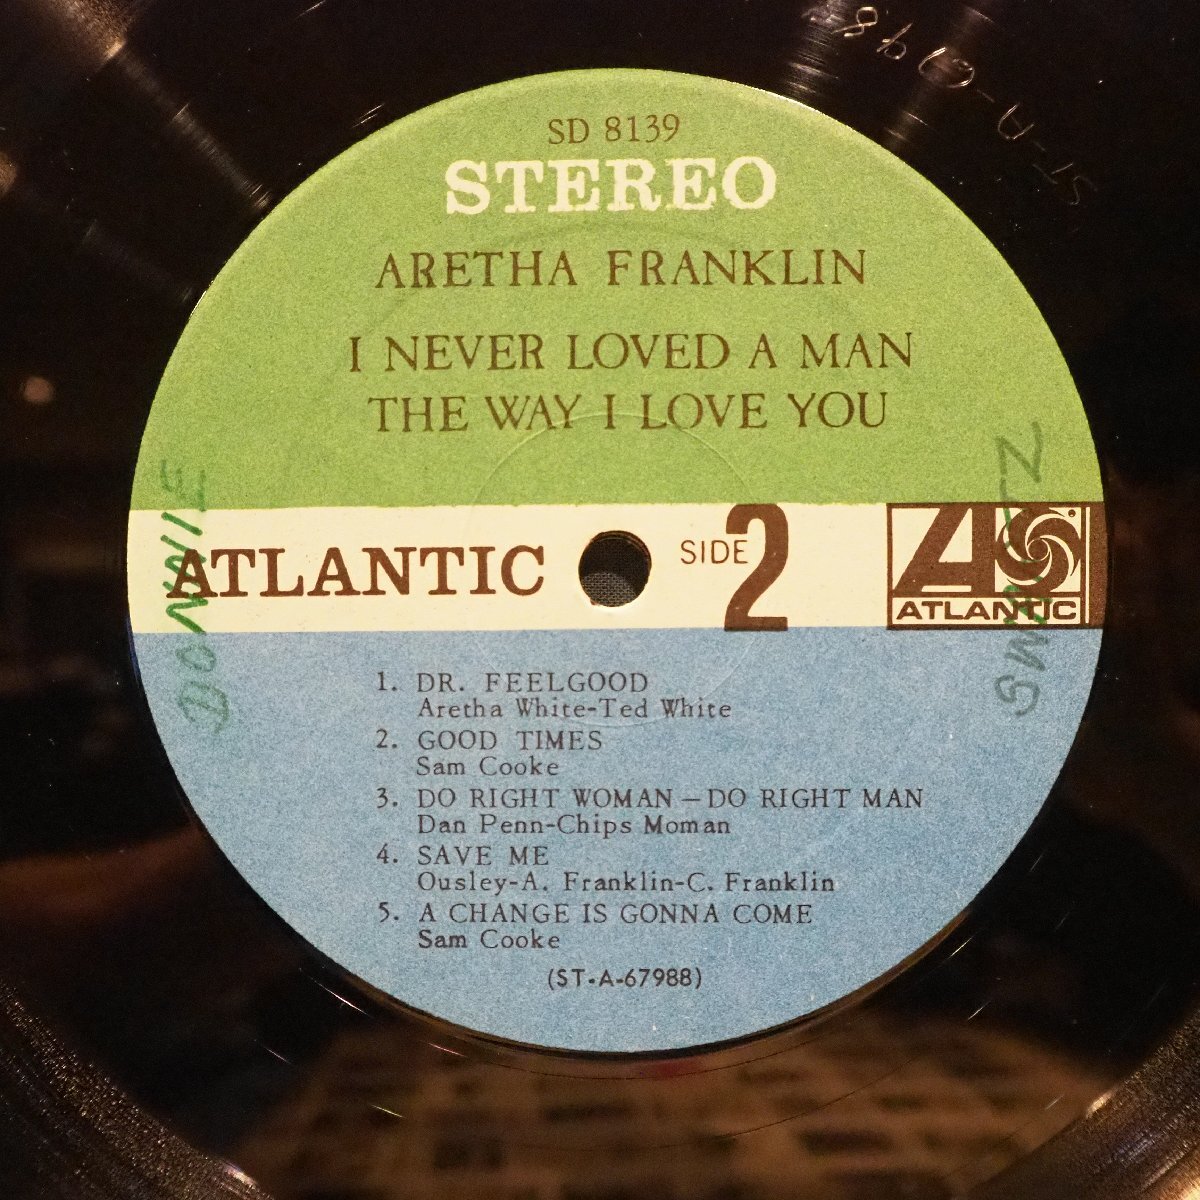 SD 8139
STEREO
ARETHA FRANKLIN
I NEVER LOVED A MAN
THE WAY I LOVE YOU
ATLANTIC
SIDE 2
ATLANTIC
DONNIE
1. DR. FEELGOOD
Aretha White-Ted White
2. GOOD TIMES
Sam Cooke
3. DO RIGHT WOMAN — DO RIGHT MAN
Dan Penn-Chips Moman
4. SAVE ME
Ousley-A. Franklin-C. Franklin
5. A CHANGE IS GONNA COME
Sam Cooke
(ST-A-67988)